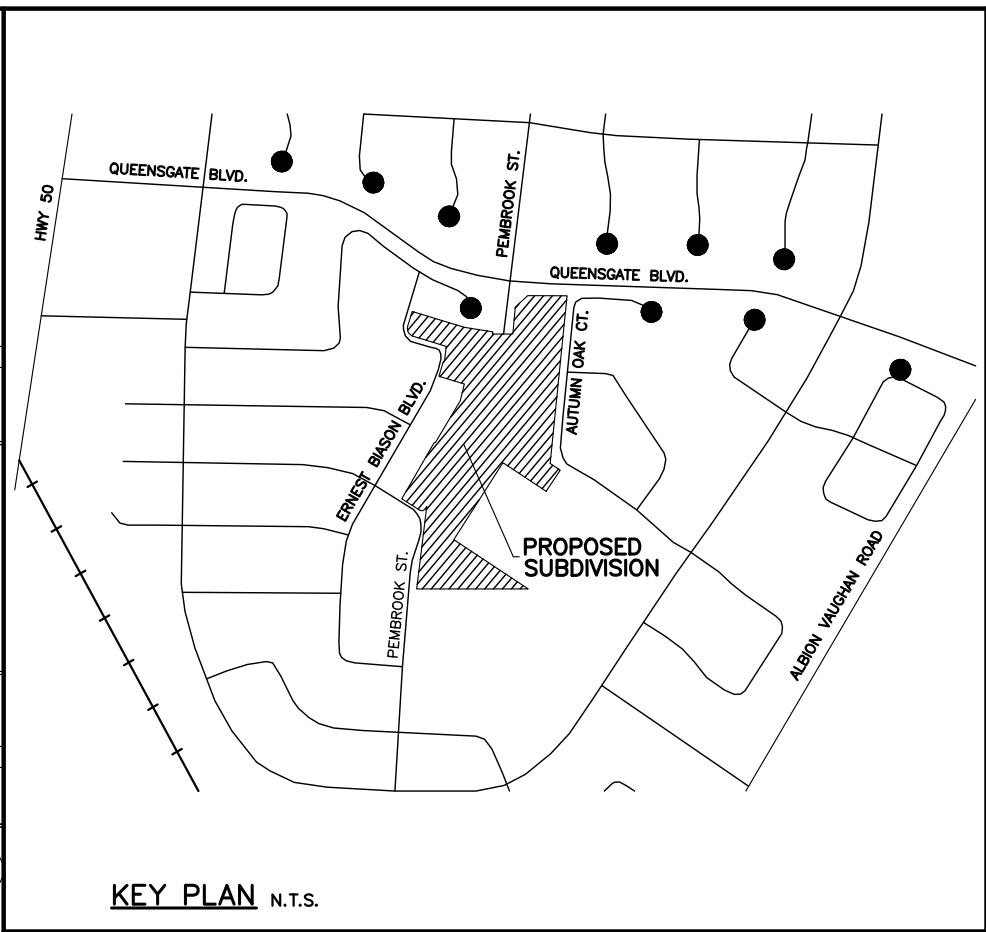 QUEENSGATE BLVD.
HWY 50
PEMBROOK ST.
QUEENSGATE BLVD.
AUTUMN OAK CT.
ERNEST BIASON BLVD.
PROPOSED
SUBDIVISION
PEMBROOK ST.
ALBION VAUGHAN ROAD
KEY PLAN N.T.S.